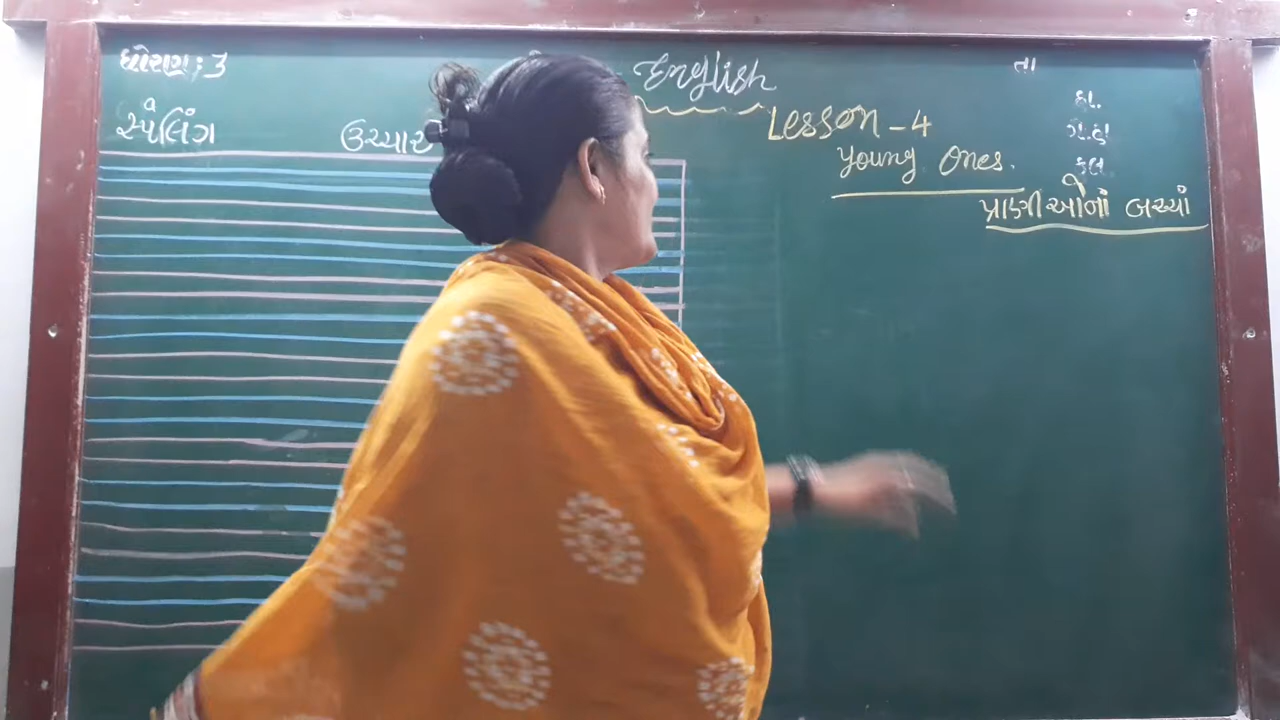 ધોરણ : 3
English
તા
સ્પેલિંગ
ઉચ્ચાર
Lesson - 4
Young Ones.
હા.
ગે.હા
કુલ
પ્રાણીઓનાં બચ્ચાં